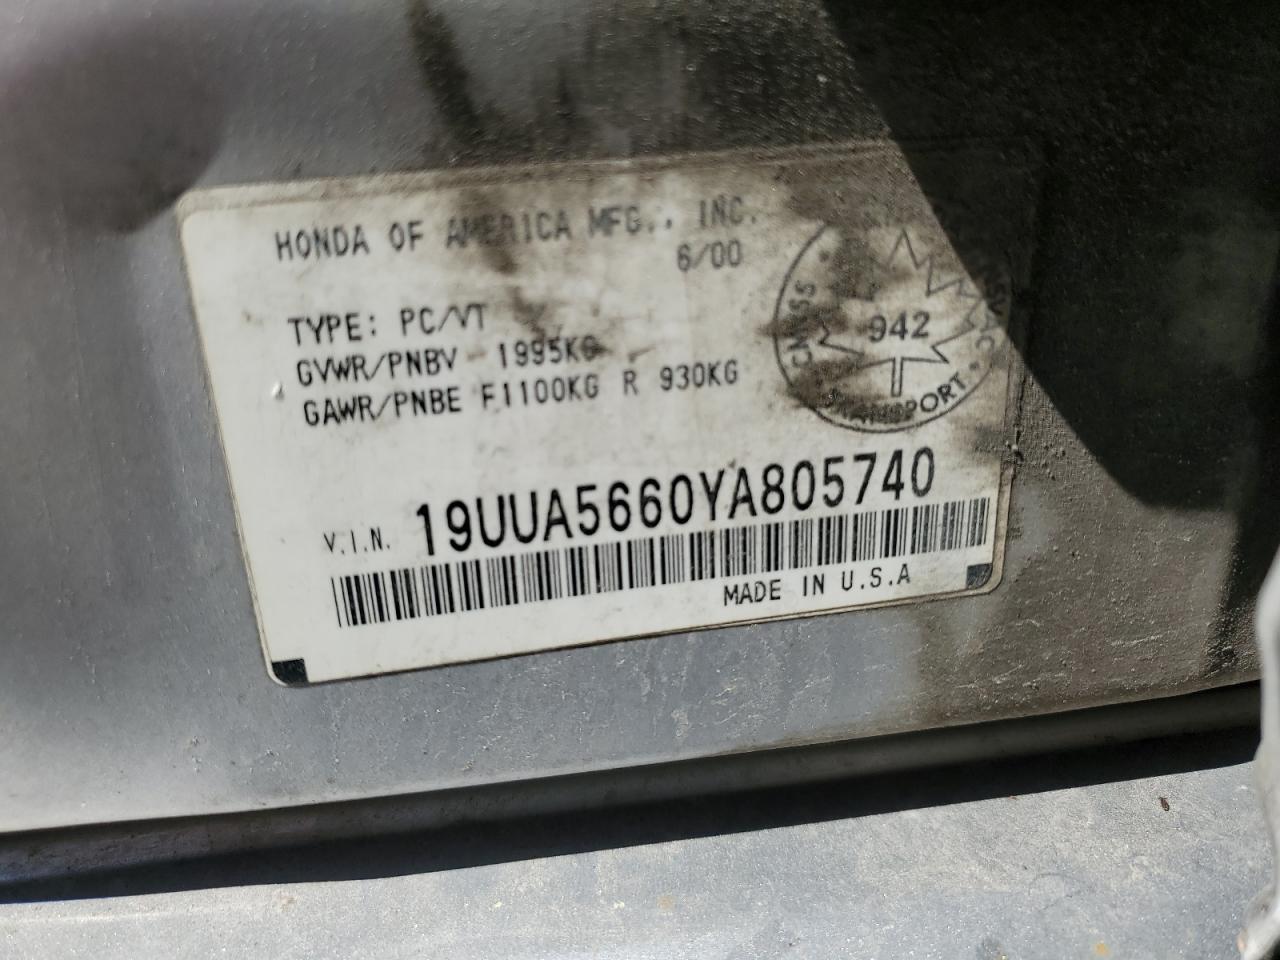 HONDA OF AMERICA MFG., INC.
6/00
TYPE: PC/VT
GVWR/PNBV 1995KG
GAWR/PNBE F1100KG R 930KG
942
TRANSPORT
V.I.N. 19UUA5660YA805740
MADE IN U.S.A